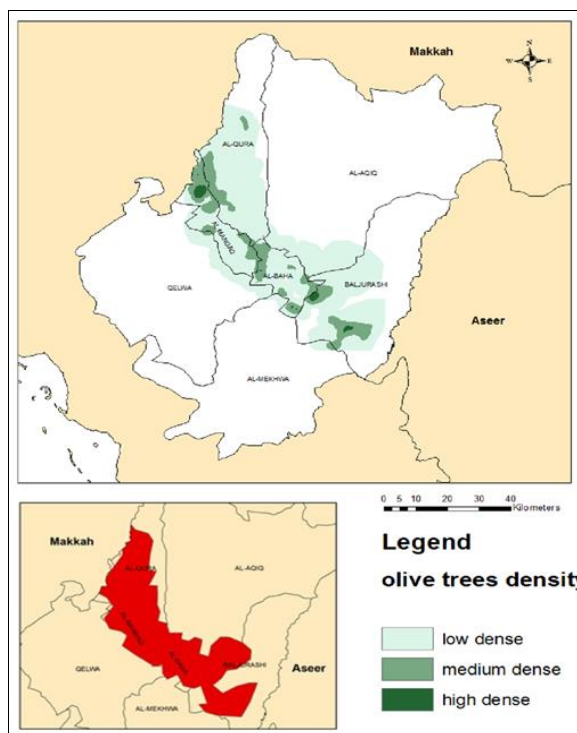 Makkah
N
W E
S
AL-QURA
AL-AQIQ
AL-MANDAQ
AL-BAHA
BALJURASHI
QELWA
Aseer
AL-MEKHWA
0 5 10 20 30 40
Kilometers
Makkah
AL-QURA
AL-AQIQ
AL-MANDAQ
QELWA
AL-BAHA
BALJURASHI
Aseer
AL-MEKHWA
Legend
olive trees density
low dense
medium dense
high dense